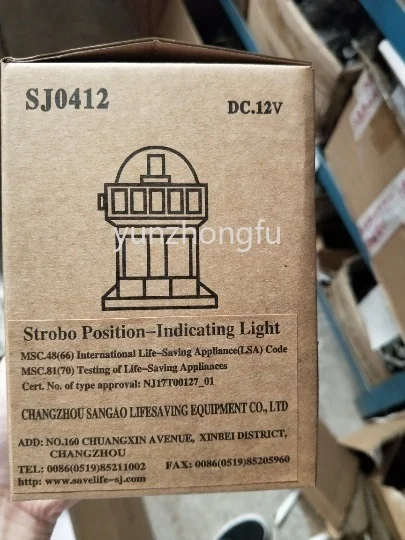 SJ0412
DC.12V
yunzhongfu
Strobo Position-Indicating Light
MSC.48(66) International Life-Saving Appliance(LSA) Code
MSC.81(70) Testing of Life-Saving Appliances
Cert. No. of type approval: NJ17T00127_01
CHANGZHOU SANGAO LIFESAVING EQUIPMENT CO., LTD
ADD: NO.160 CHUANGXIN AVENUE, XINBEI DISTRICT,
CHANGZHOU
TEL: 0086(0519)85211002 FAX: 0086(0519)85205960
http: www.savelife-sj.com